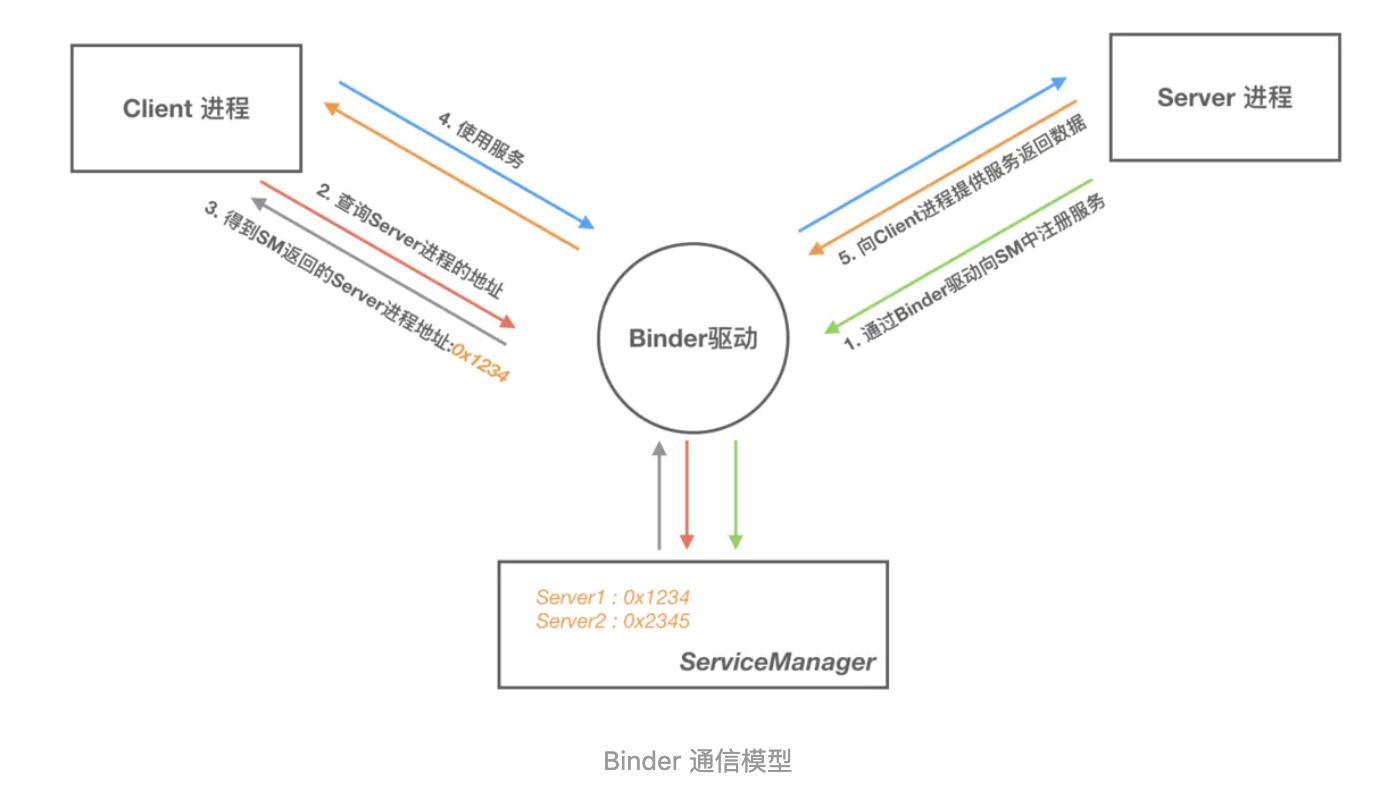 Client 进程
Server 进程
4. 使用服务
2. 查询Server进程的地址
3. 得到SM返回的Server进程地址:0x1234
5. 向Client进程提供服务返回数据
1. 通过Binder驱动向SM中注册服务
Binder驱动
Server1 : 0x1234
Server2 : 0x2345
ServiceManager
Binder 通信模型